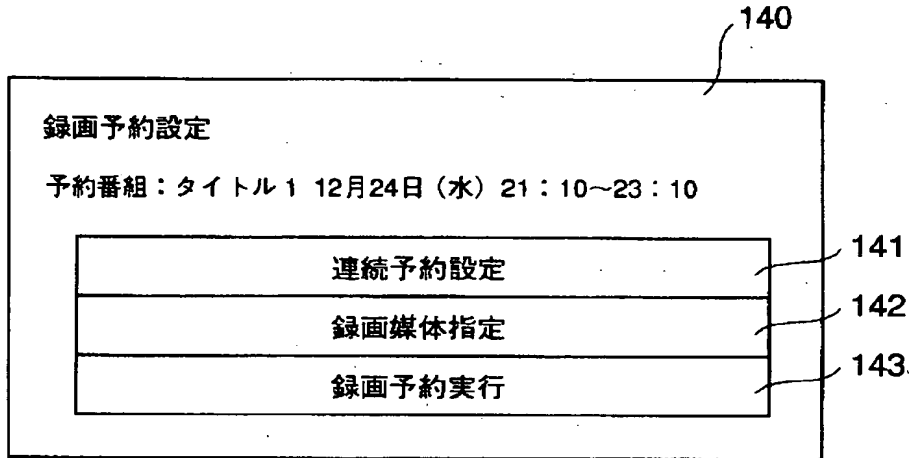 140
録画予約設定
予約番組：タイトル1 12月24日（水）21：10～23：10
連続予約設定 141
録画媒体指定 142
録画予約実行 143